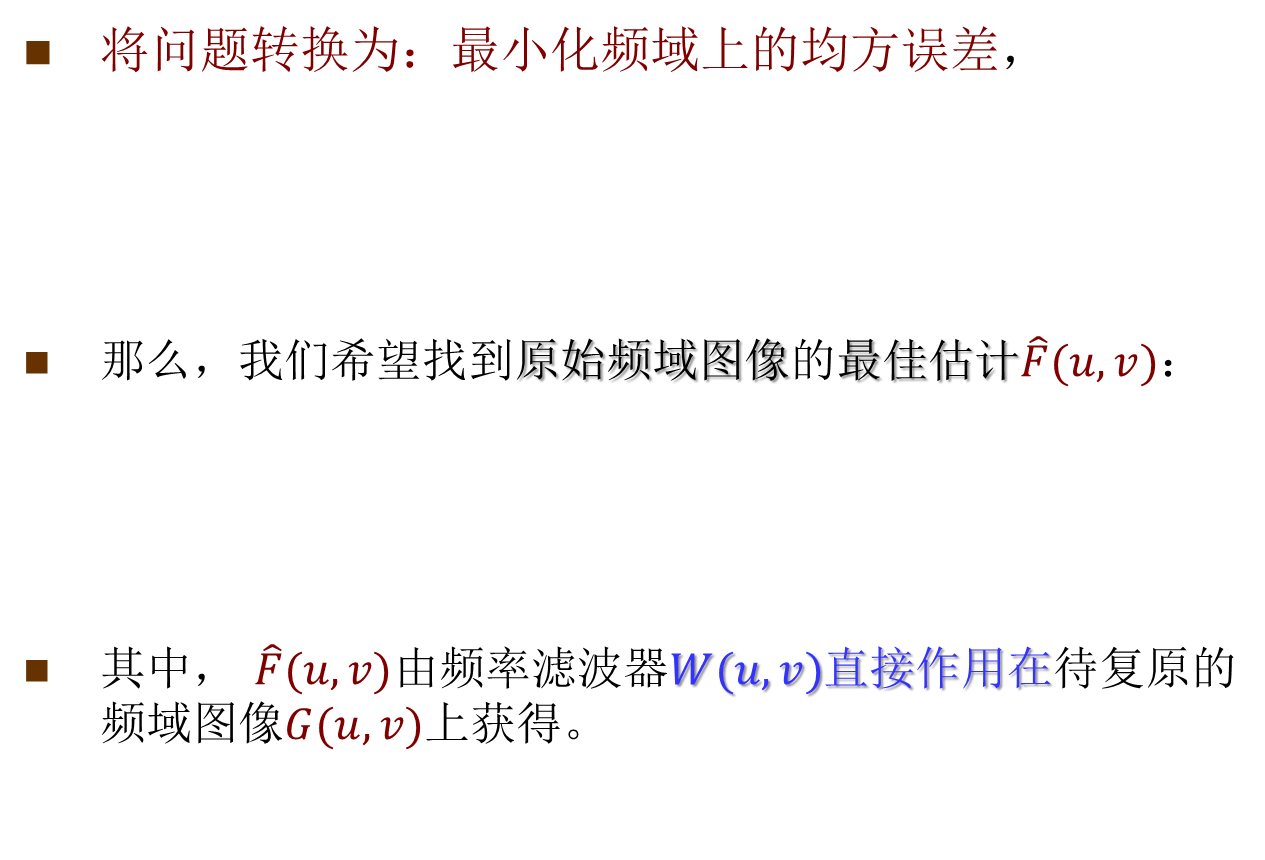 将问题转换为：最小化频域上的均方误差，
那么，我们希望找到原始频域图像的最佳估计F̂(u, v)：
其中， F̂(u, v)由频率滤波器W(u, v)直接作用在待复原的
频域图像G(u, v)上获得。